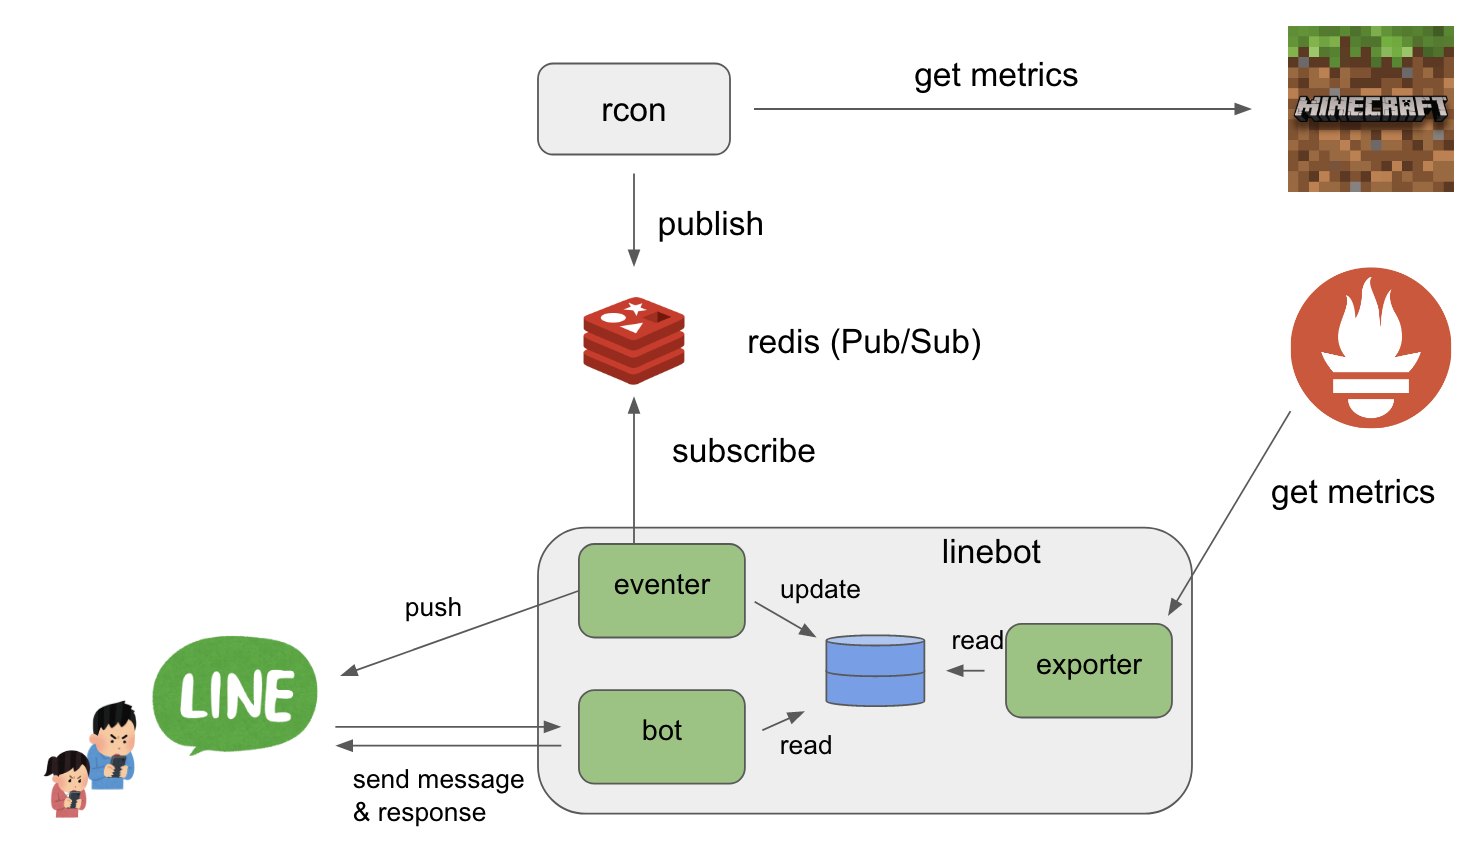 rcon
get metrics
MINECRAFT
publish
redis (Pub/Sub)
subscribe
get metrics
linebot
eventer
update
push
read
exporter
LINE
bot
read
send message
& response